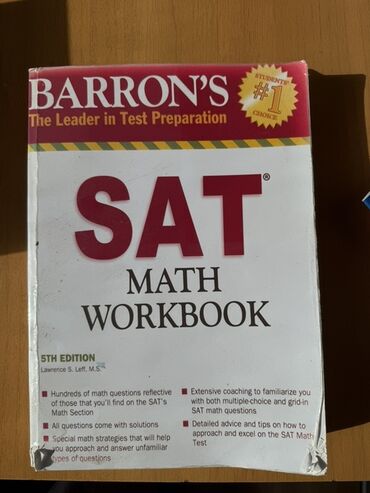 BARRON'S
The Leader in Test Preparation
STUDENTS'
#1
CHOICE
SAT®
MATH
WORKBOOK
5TH EDITION
Lawrence S. Leff, M.S.
■ Hundreds of math questions reflective
of those that you'll find on the SAT's
Math Section
■ All questions come with solutions
■ Special math strategies that will help
you approach and answer unfamiliar
types of questions
■ Extensive coaching to familiarize you
with both multiple-choice and grid-in
SAT math questions
■ Detailed advice and tips on how to
approach and excel on the SAT Math
Test